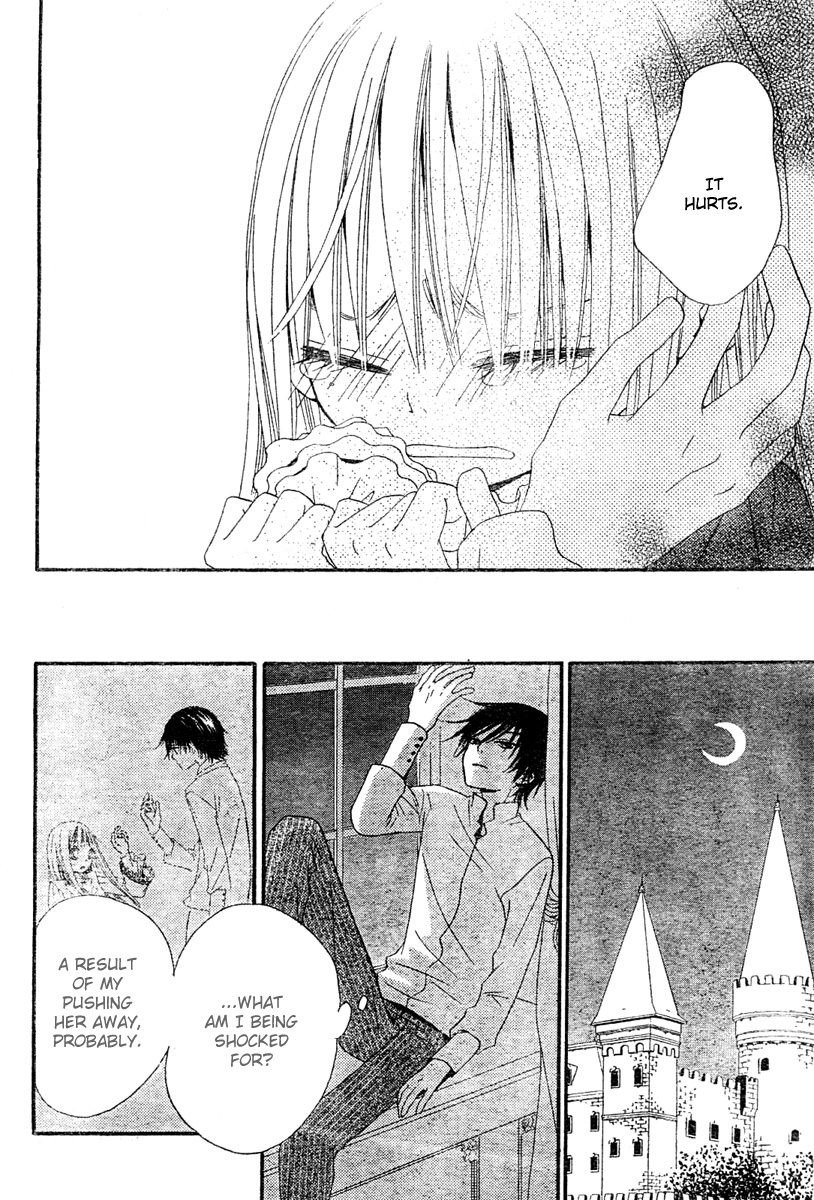 IT
HURTS.
...WHAT
AM I BEING
SHOCKED
FOR?
A RESULT
OF MY
PUSHING
HER AWAY,
PROBABLY.